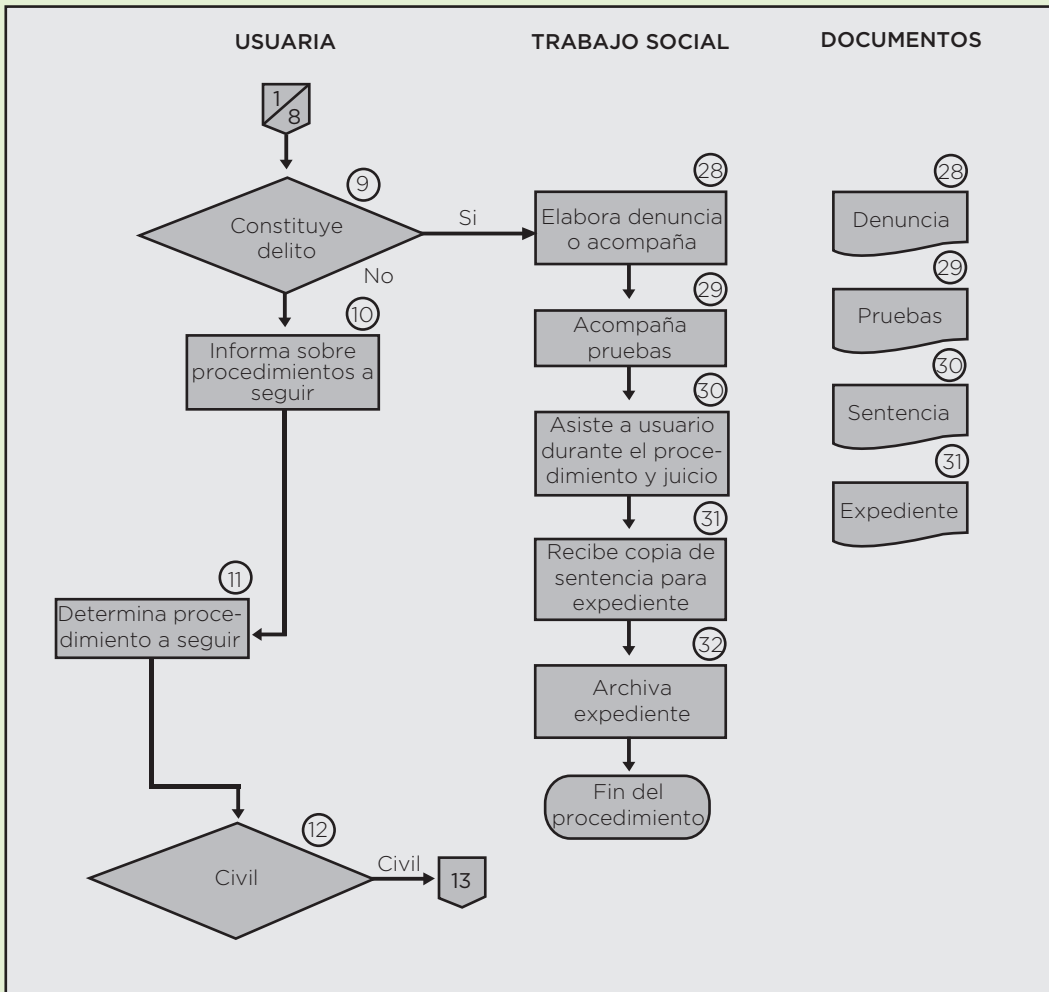 USUARIA
TRABAJO SOCIAL
DOCUMENTOS
1
8
9
Constituye
delito
Si
No
10
Informa sobre
procedimientos a
seguir
11
Determina proce-
dimiento a seguir
12
Civil
Civil
13
28
Elabora denuncia
o acompaña
29
Acompaña
pruebas
30
Asiste a usuario
durante el proce-
dimiento y juicio
31
Recibe copia de
sentencia para
expediente
32
Archiva
expediente
Fin del
procedimiento
28
Denuncia
29
Pruebas
30
Sentencia
31
Expediente